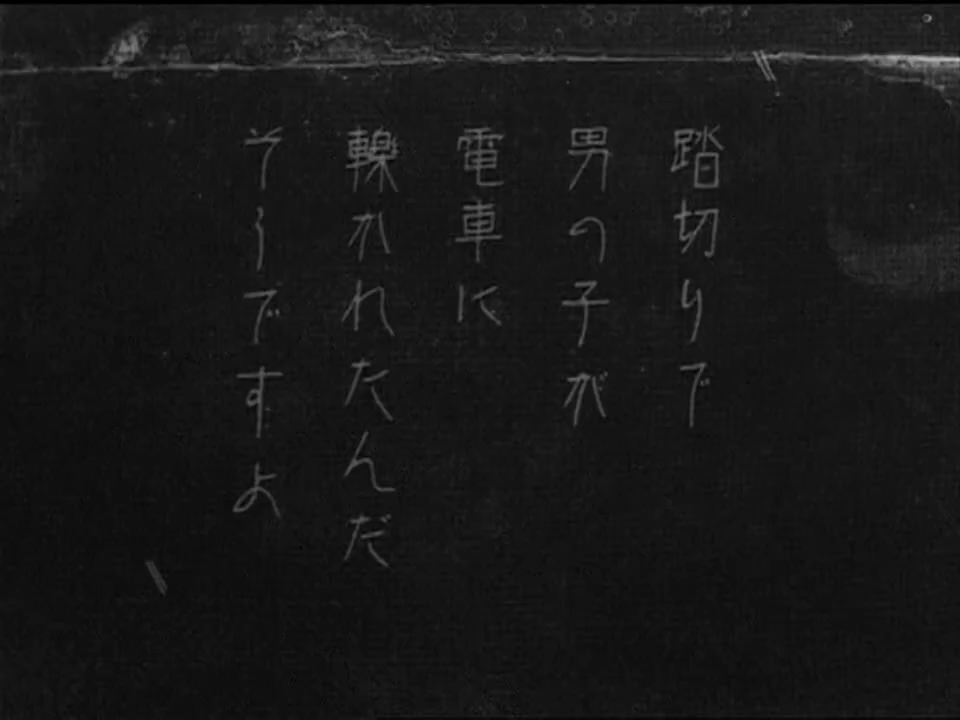 踏切りで
男の子が
電車に
轢かれたんだ
そうですよ